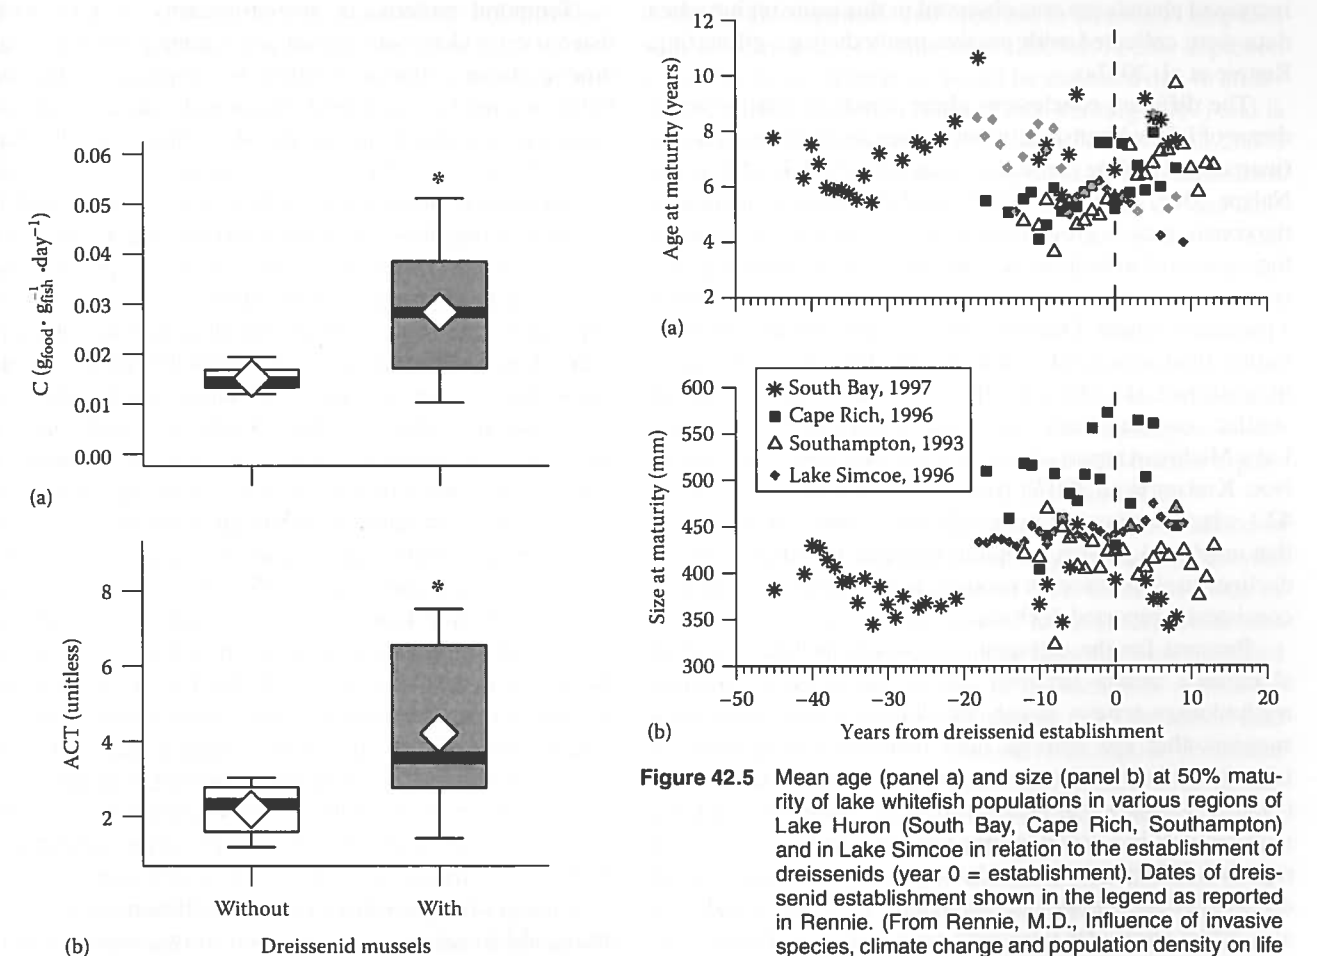 0.06
0.05
0.04
0.03
0.02
0.01
0.00
C (gfood· gfish⁻¹ ·day⁻¹)
*
(a)
8
6
4
2
ACT (unitless)
*
Without With
(b) Dreissenid mussels
12
10
8
6
4
2
Age at maturity (years)
(a)
600
550
500
450
400
350
300
Size at maturity (mm)
South Bay, 1997
Cape Rich, 1996
Southampton, 1993
Lake Simcoe, 1996
−50 −40 −30 −20 −10 0 10 20
(b) Years from dreissenid establishment
Figure 42.5 Mean age (panel a) and size (panel b) at 50% matu-
rity of lake whitefish populations in various regions of
Lake Huron (South Bay, Cape Rich, Southampton)
and in Lake Simcoe in relation to the establishment of
dreissenids (year 0 = establishment). Dates of dreis-
senid establishment shown in the legend as reported
in Rennie. (From Rennie, M.D., Influence of invasive
species, climate change and population density on life